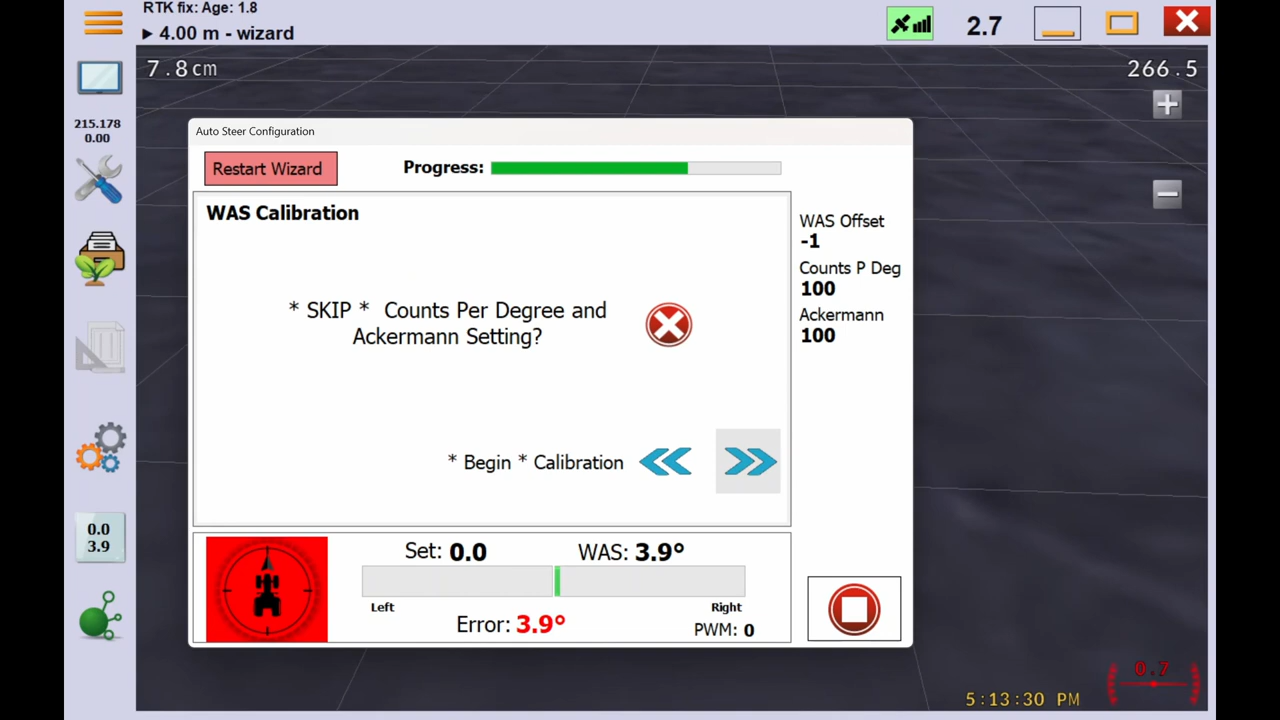 RTK fix: Age: 1.8
▶ 4.00 m - wizard
2.7
7.8cm
266.5
215.178
0.00
Auto Steer Configuration
Restart Wizard
Progress:
WAS Calibration
* SKIP * Counts Per Degree and
Ackermann Setting?
* Begin * Calibration
WAS Offset
-1
Counts P Deg
100
Ackermann
100
0.0
3.9
Set: 0.0
WAS: 3.9°
Left
Right
Error: 3.9°
PWM: 0
0.7
5:13:30 PM